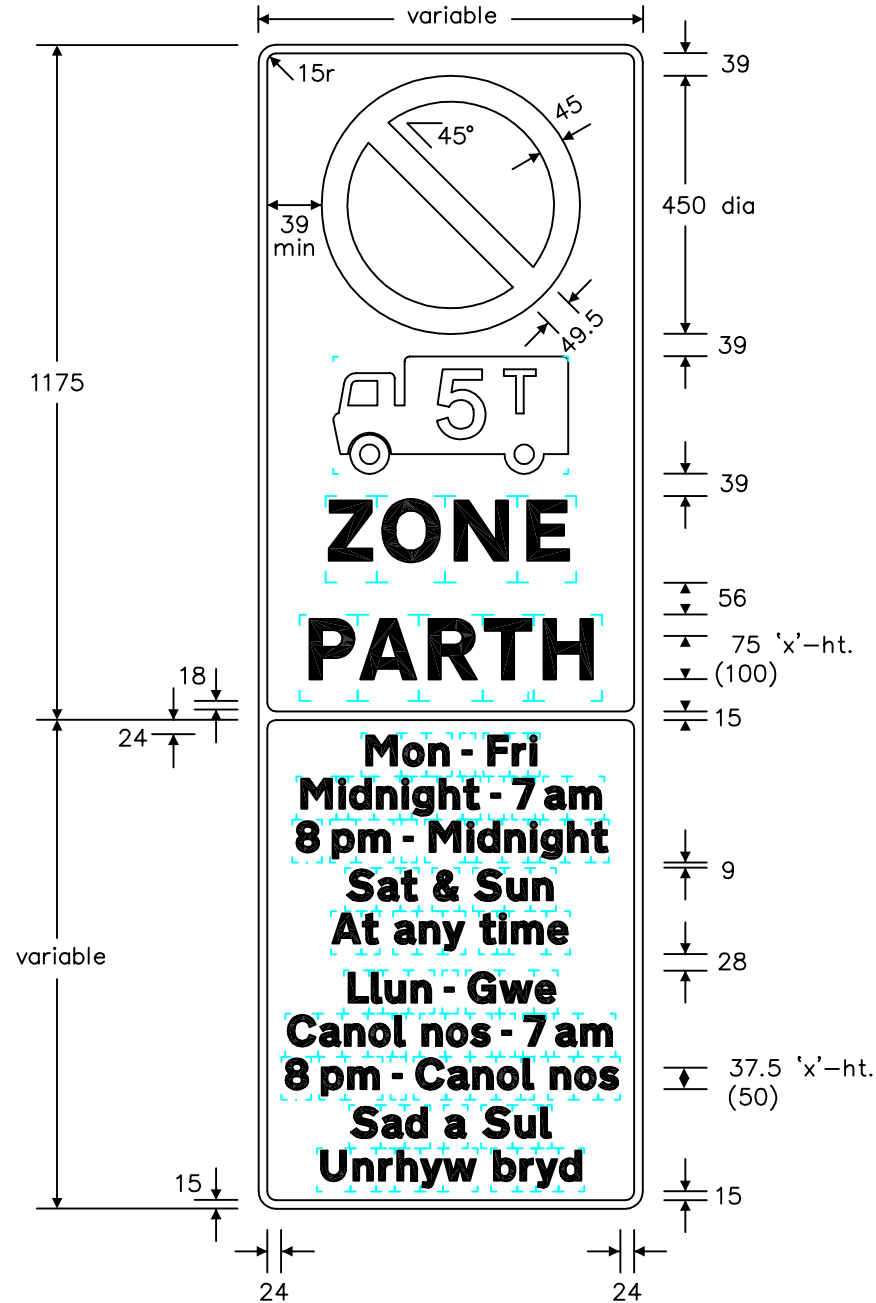 variable
39
15r
45
45°
450 dia
39
min
49.5
39
1175
5T
39
ZONE
56
PARTH
75 'x'-ht.
(100)
18
15
24
Mon - Fri
Midnight - 7 am
8 pm - Midnight
9
Sat & Sun
At any time
variable
28
Llun - Gwe
Canol nos - 7 am
8 pm - Canol nos
37.5 'x'-ht.
(50)
Sad a Sul
Unrhyw bryd
15
15
24
24